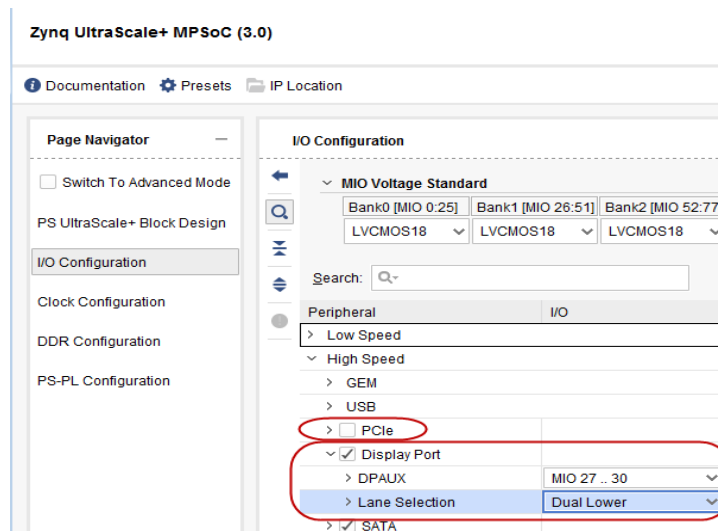 Zynq UltraScale+ MPSoC (3.0)
Documentation Presets IP Location
Page Navigator
Switch To Advanced Mode
PS UltraScale+ Block Design
I/O Configuration
Clock Configuration
DDR Configuration
PS-PL Configuration
I/O Configuration
MIO Voltage Standard
Bank0 [MIO 0:25] Bank1 [MIO 26:51] Bank2 [MIO 52:77
LVCMOS18 LVCMOS18 LVCMOS18
Search:
Peripheral I/O
Low Speed
High Speed
GEM
USB
PCIe
Display Port
DPAUX MIO 27 .. 30
Lane Selection Dual Lower
SATA